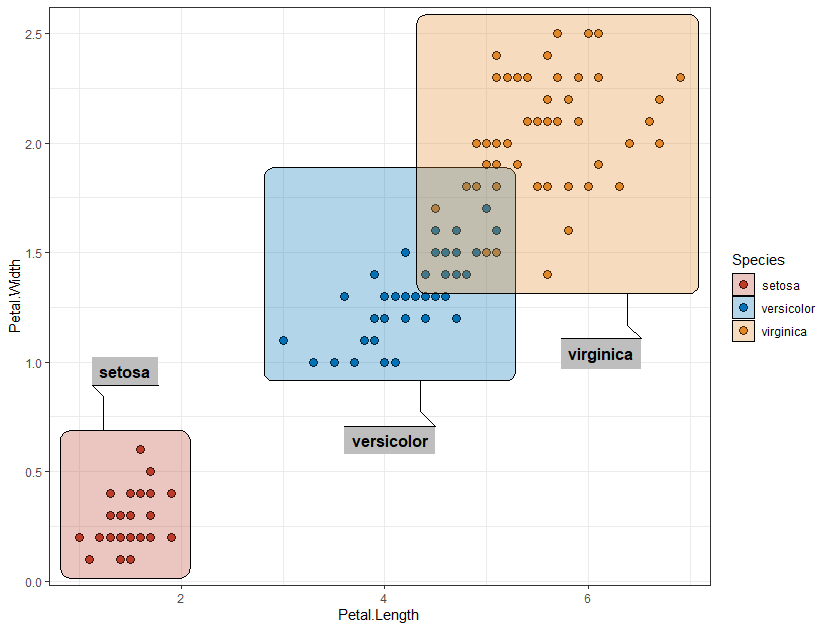 2.5
2.0
1.5
1.0
0.5
0.0
Petal.Width
setosa
versicolor
virginica
2
4
6
Petal.Length
Species
setosa
versicolor
virginica